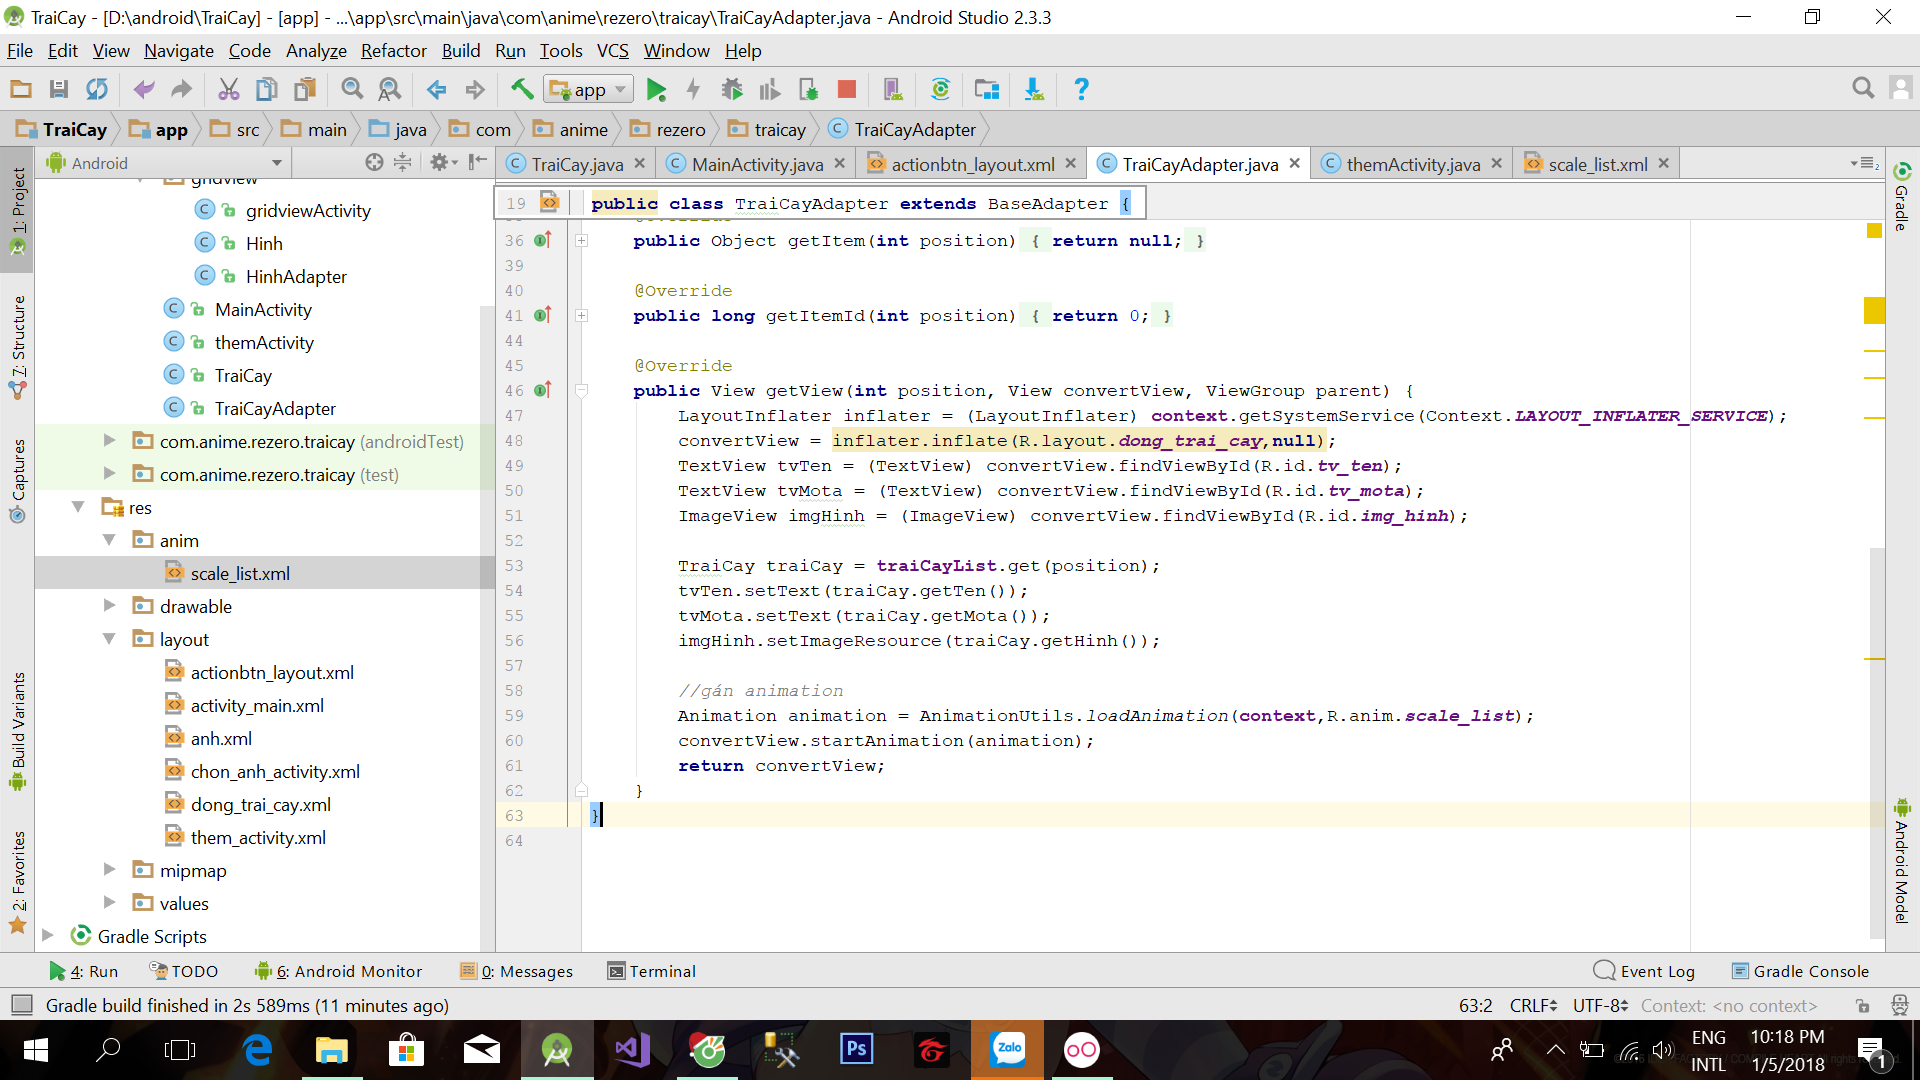 TraiCay - [D:\android\TraiCay] - [app] - ...\app\src\main\java\com\anime\rezero\traicay\TraiCayAdapter.java - Android Studio 2.3.3
File Edit View Navigate Code Analyze Refactor Build Run Tools VCS Window Help
app
TraiCay app src main java com anime rezero traicay TraiCayAdapter
Android
TraiCay.java MainActivity.java actionbtn_layout.xml TraiCayAdapter.java themActivity.java scale_list.xml
1: Project
7: Structure
Captures
Build Variants
2: Favorites
gridview
gridviewActivity
Hinh
HinhAdapter
MainActivity
themActivity
TraiCay
TraiCayAdapter
com.anime.rezero.traicay (androidTest)
com.anime.rezero.traicay (test)
res
anim
scale_list.xml
drawable
layout
actionbtn_layout.xml
activity_main.xml
anh.xml
chon_anh_activity.xml
dong_trai_cay.xml
them_activity.xml
mipmap
values
Gradle Scripts
19 public class TraiCayAdapter extends BaseAdapter {
36 public Object getItem(int position) { return null; }
39
40 @Override
41 public long getItemId(int position) { return 0; }
44
45 @Override
46 public View getView(int position, View convertView, ViewGroup parent) {
47 LayoutInflater inflater = (LayoutInflater) context.getSystemService(Context.LAYOUT_INFLATER_SERVICE);
48 convertView = inflater.inflate(R.layout.dong_trai_cay,null);
49 TextView tvTen = (TextView) convertView.findViewById(R.id.tv_ten);
50 TextView tvMota = (TextView) convertView.findViewById(R.id.tv_mota);
51 ImageView imgHinh = (ImageView) convertView.findViewById(R.id.img_hinh);
52
53 TraiCay traiCay = traiCayList.get(position);
54 tvTen.setText(traiCay.getTen());
55 tvMota.setText(traiCay.getMota());
56 imgHinh.setImageResource(traiCay.getHinh());
57
58 //gán animation
59 Animation animation = AnimationUtils.loadAnimation(context,R.anim.scale_list);
60 convertView.startAnimation(animation);
61 return convertView;
62 }
63 }
64
Gradle
Android Model
4: Run TODO 6: Android Monitor 0: Messages Terminal Event Log Gradle Console
Gradle build finished in 2s 589ms (11 minutes ago) 63:2 CRLF UTF-8 Context: <no context>
Ps
Zalo
ENG
INTL
10:18 PM
1/5/2018
1